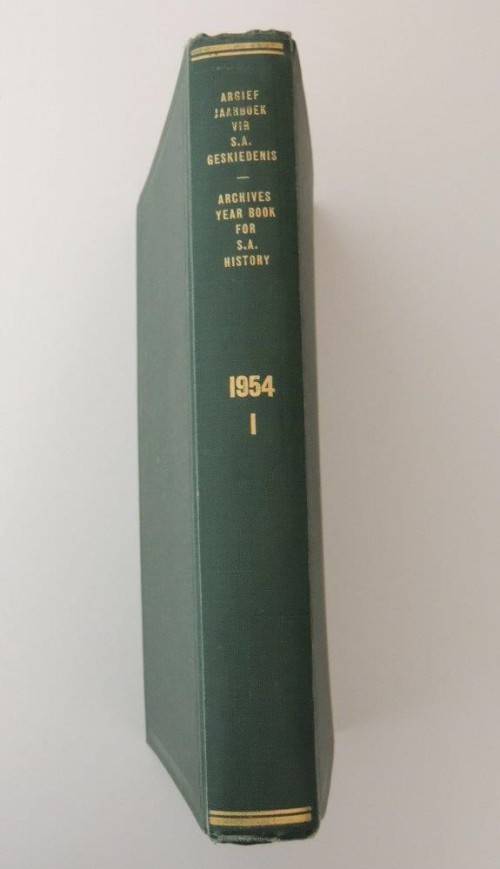 ARGIEF
JAARBOEK
VIR
S.A.
GESKIEDENIS
—
ARCHIVES
YEAR BOOK
FOR
S.A.
HISTORY
1954
I